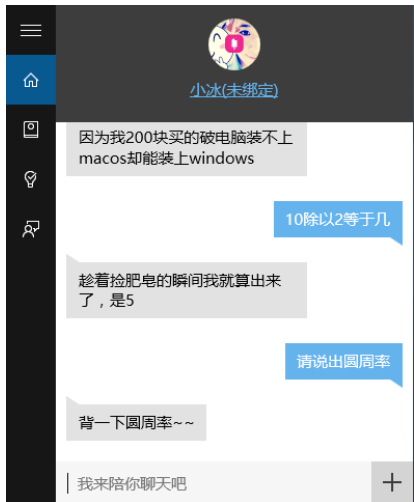 小冰(未绑定)
因为我200块买的破电脑装不上
macos却能装上windows
10除以2等于几
趁着捡肥皂的瞬间我就算出来
了，是5
请说出圆周率
背一下圆周率~~
我来陪你聊天吧